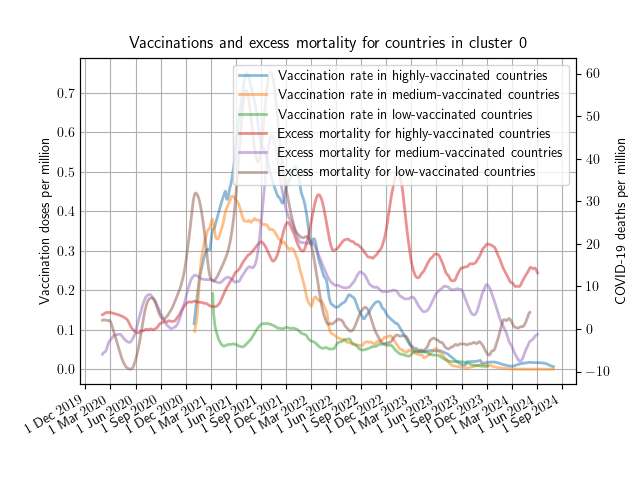 Vaccinations and excess mortality for countries in cluster 0
Vaccination rate in highly-vaccinated countries
Vaccination rate in medium-vaccinated countries
Vaccination rate in low-vaccinated countries
Excess mortality for highly-vaccinated countries
Excess mortality for medium-vaccinated countries
Excess mortality for low-vaccinated countries
Vaccination doses per million
0.7
0.6
0.5
0.4
0.3
0.2
0.1
0.0
COVID-19 deaths per million
60
50
40
30
20
10
0
−10
1 Dec 2019
1 Mar 2020
1 Jun 2020
1 Sep 2020
1 Dec 2020
1 Mar 2021
1 Jun 2021
1 Sep 2021
1 Dec 2021
1 Mar 2022
1 Jun 2022
1 Sep 2022
1 Dec 2022
1 Mar 2023
1 Jun 2023
1 Sep 2023
1 Dec 2023
1 Mar 2024
1 Jun 2024
1 Sep 2024